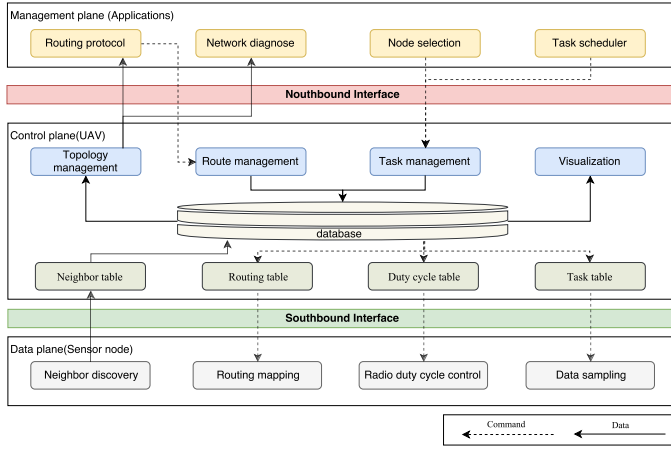 Management plane (Applications)
Routing protocol
Network diagnose
Node selection
Task scheduler
Nouthbound Interface
Control plane(UAV)
Topology
management
Route management
Task management
Visualization
database
Neighbor table
Routing table
Duty cycle table
Task table
Southbound Interface
Data plane(Sensor node)
Neighbor discovery
Routing mapping
Radio duty cycle control
Data sampling
Command
Data